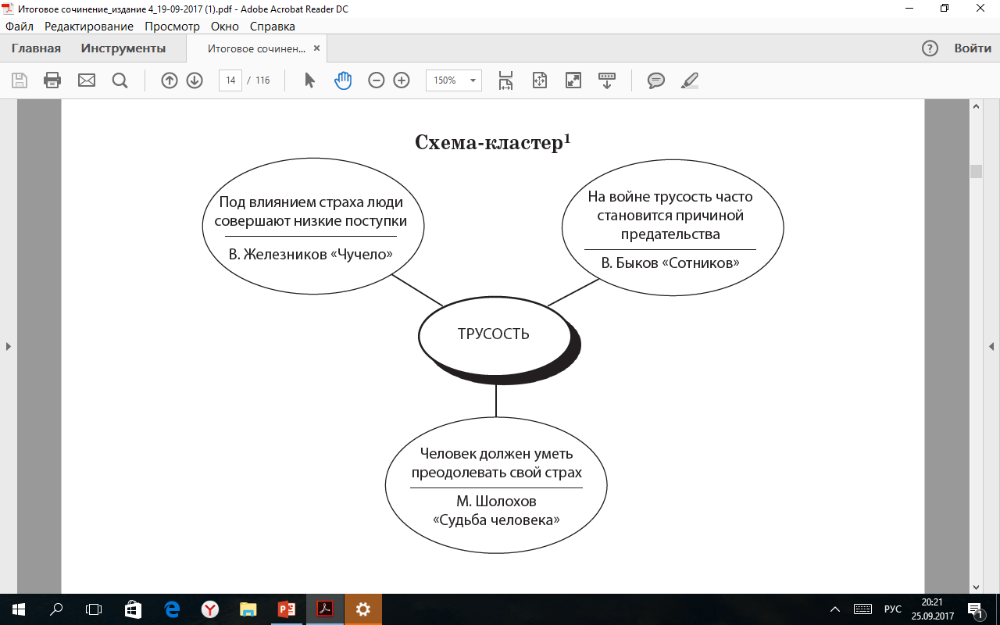 Итоговое сочинение_издание 4_19-09-2017 (1).pdf - Adobe Acrobat Reader DC
Файл Редактирование Просмотр Окно Справка
Главная Инструменты Итоговое сочинен... × Войти
14 / 116 150%
Схема-кластер¹
Под влиянием страха люди
совершают низкие поступки
В. Железников «Чучело»
На войне трусость часто
становится причиной
предательства
В. Быков «Сотников»
ТРУСОСТЬ
Человек должен уметь
преодолевать свой страх
М. Шолохов
«Судьба человека»
РУС
20:21
25.09.2017
1